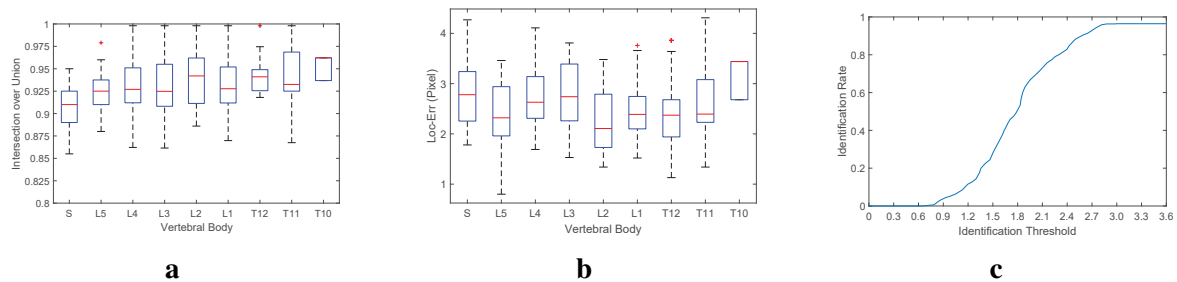 1
0.975
0.95
0.925
0.9
0.875
0.85
0.825
0.8
Intersection over Union
S L5 L4 L3 L2 L1 T12 T11 T10
Vertebral Body
a
4
3
2
1
Loc-Err (Pixel)
S L5 L4 L3 L2 L1 T12 T11 T10
Vertebral Body
b
1
0.8
0.6
0.4
0.2
0
Identification Rate
0 0.3 0.6 0.9 1.2 1.5 1.8 2.1 2.4 2.7 3.0 3.3 3.6
Identification Threshold
c